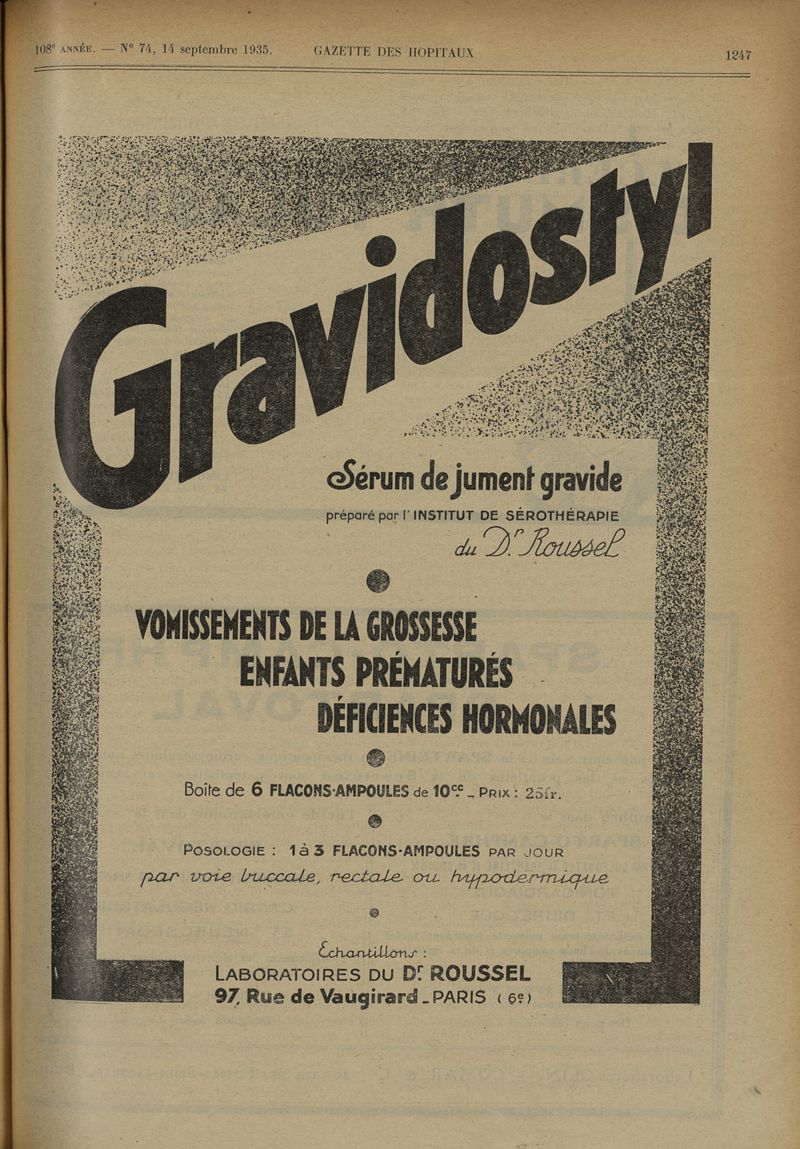 108e ANNÉE. — N° 74, 14 septembre 1935.
GAZETTE DES HOPITAUX
1247
Gravidostyl
Sérum de jument gravide
préparé par l'INSTITUT DE SÉROTHÉRAPIE
du Dr. Roussel
VOMISSEMENTS DE LA GROSSESSE
ENFANTS PRÉMATURÉS
DÉFICIENCES HORMONALES
Boîte de 6 FLACONS-AMPOULES de 10cc. - PRIX : 25fr.
POSOLOGIE : 1 à 3 FLACONS-AMPOULES PAR JOUR
par voie buccale, rectale ou hypodermique
Échantillons :
LABORATOIRES DU Dr ROUSSEL
97, Rue de Vaugirard - PARIS (6e)